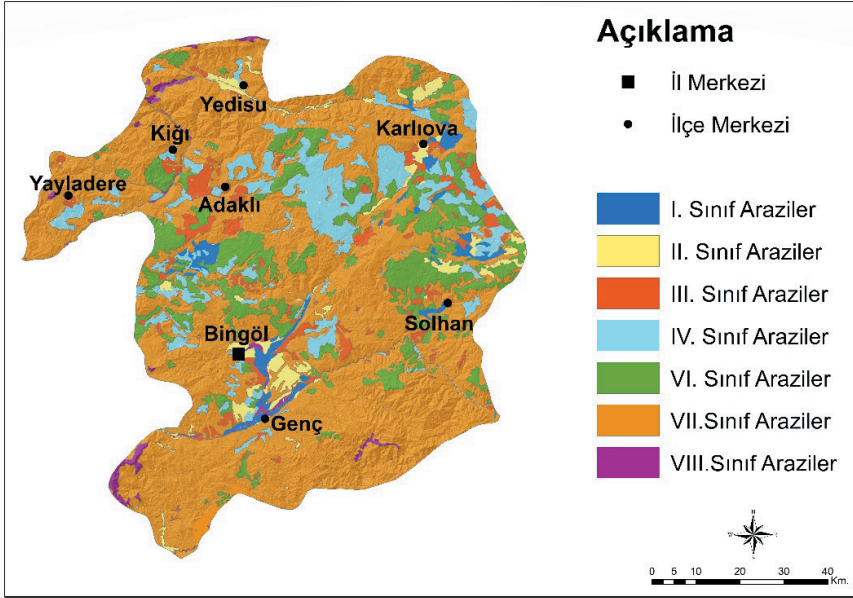 Açıklama
İl Merkezi
İlçe Merkezi
I. Sınıf Araziler
II. Sınıf Araziler
III. Sınıf Araziler
IV. Sınıf Araziler
VI. Sınıf Araziler
VII.Sınıf Araziler
VIII.Sınıf Araziler
Yedisu
Kiğı
Karlıova
Yayladere
Adaklı
Bingöl
Solhan
Genç
N
W
E
S
0 5 10 20 30 40
Km.